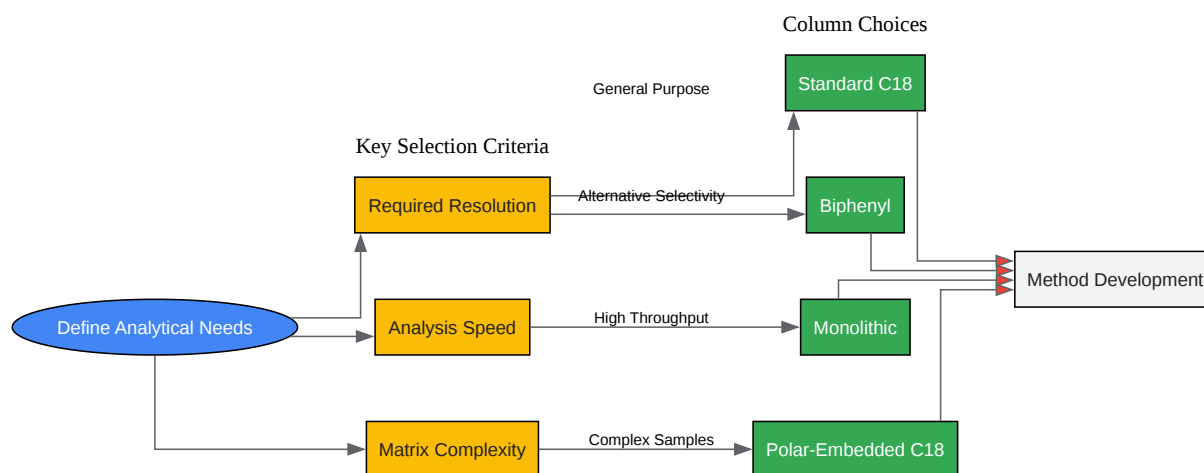 Column Choices
General Purpose
Standard C18
Key Selection Criteria
Required Resolution
Alternative Selectivity
Biphenyl
Method Development
Define Analytical Needs
Analysis Speed
High Throughput
Monolithic
Matrix Complexity
Complex Samples
Polar-Embedded C18